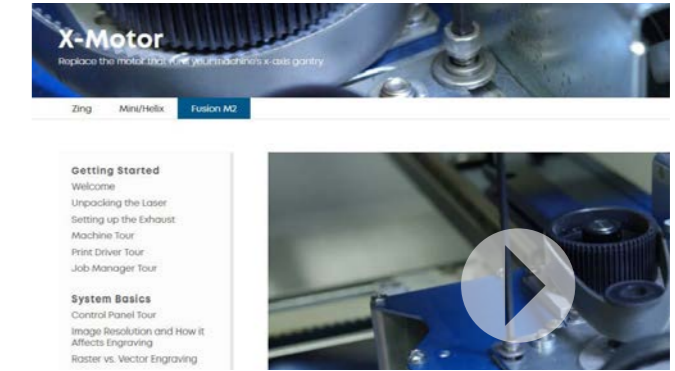 X-Motor
Replace the motor that runs your machine's x-axis gantry
Zing Mini/Helix Fusion M2
Getting Started
Welcome
Unpacking the Laser
Setting up the Exhaust
Machine Tour
Print Driver Tour
Job Manager Tour
System Basics
Control Panel Tour
Image Resolution and How it
Affects Engraving
Raster vs. Vector Engraving